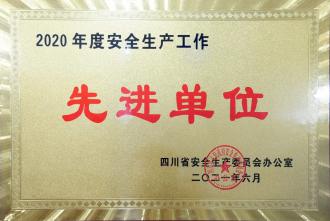 2020年度安全生产工作
先进单位
四川省安全生产委员会办公室
二〇二一年六月